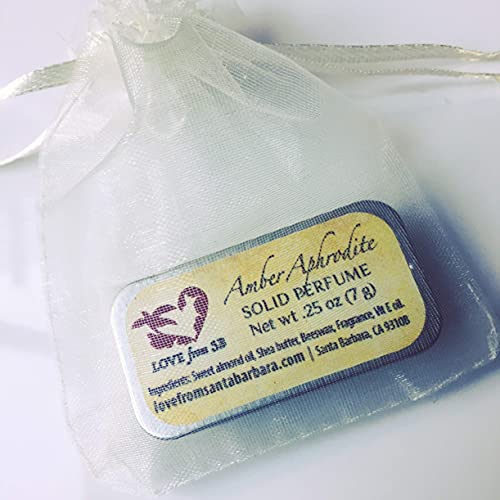 Amber Aphrodite
SOLID PERFUME
Net wt .25 oz (7 g)
LOVE from SB
Ingredients: Sweet almond oil, Shea butter, Beeswax, Fragrance, Vit E oil.
lovefromsantabarbara.com | Santa Barbara, CA 93108